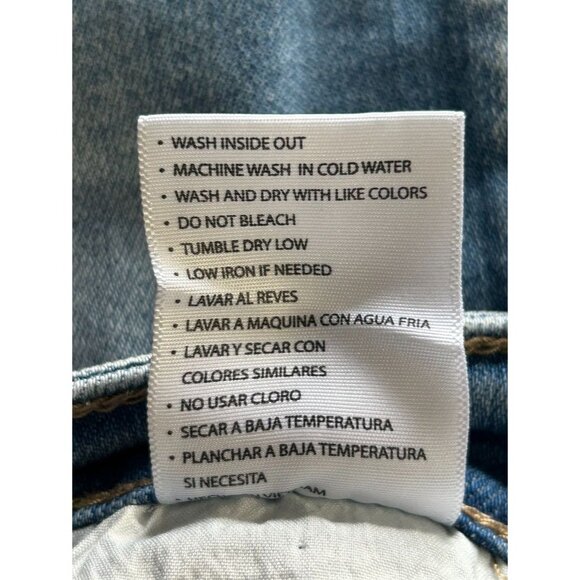 • WASH INSIDE OUT
• MACHINE WASH IN COLD WATER
• WASH AND DRY WITH LIKE COLORS
• DO NOT BLEACH
• TUMBLE DRY LOW
• LOW IRON IF NEEDED
• LAVAR AL REVES
• LAVAR A MAQUINA CON AGUA FRIA
• LAVAR Y SECAR CON
COLORES SIMILARES
• NO USAR CLORO
• SECAR A BAJA TEMPERATURA
• PLANCHAR A BAJA TEMPERATURA
SI NECESITA